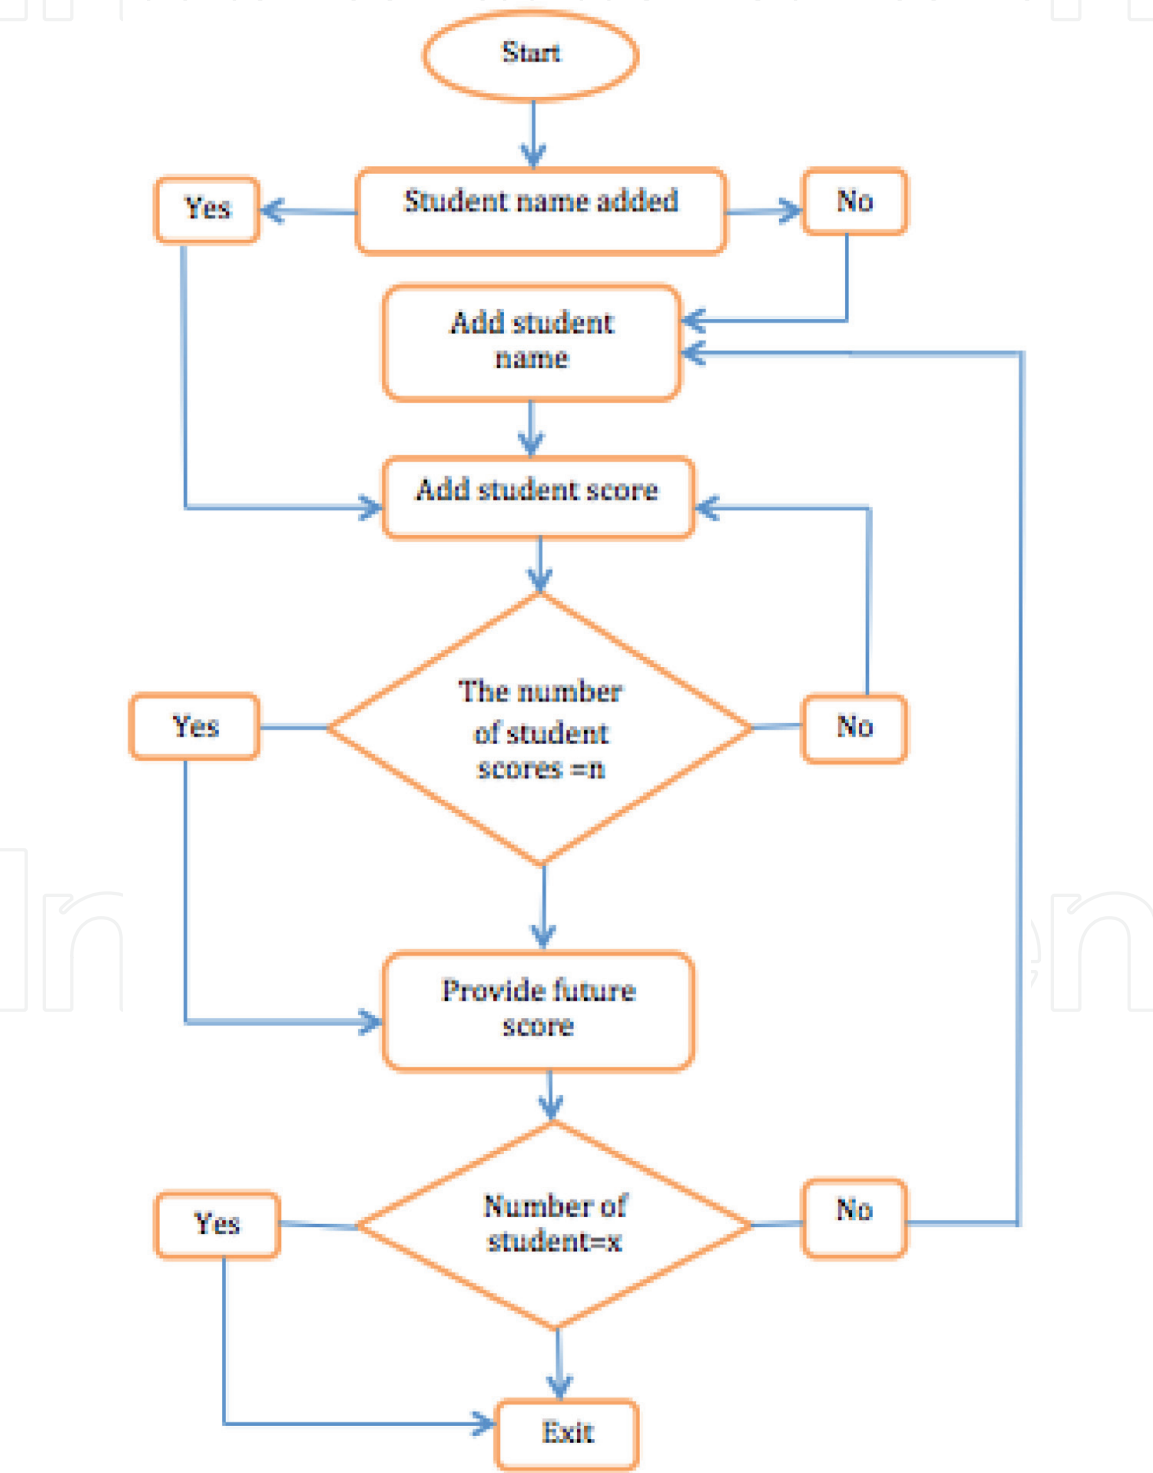 Start
Yes
Student name added
No
Add student
name
Add student score
Yes
The number
of student
scores =n
No
Provide future
score
Yes
Number of
student=x
No
Exit